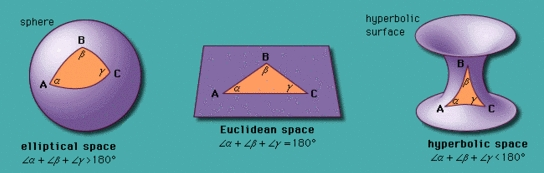 sphere
B
β
A
α
γ
C
elliptical space
∠α + ∠β + ∠γ >180°
B
β
A
α
γ
C
Euclidean space
∠α + ∠β + ∠γ =180°
hyperbolic
surface
B
β
α
γ
A
C
hyperbolic space
∠α + ∠β + ∠γ <180°